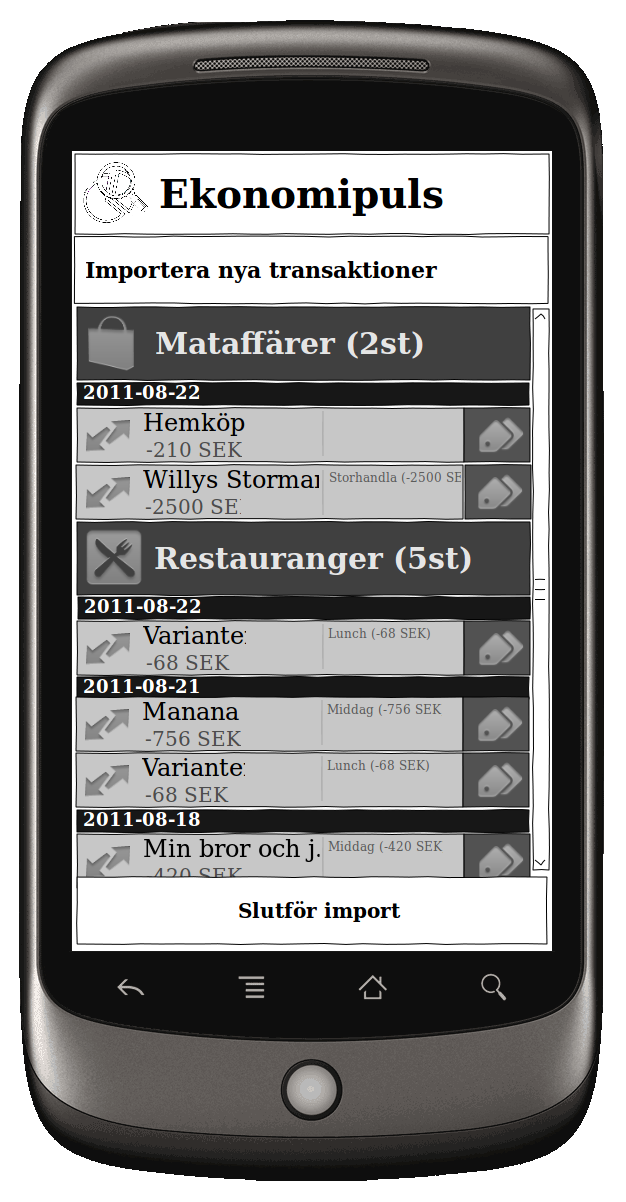 Ekonomipuls
Importera nya transaktioner
Mataffärer (2st)
2011-08-22
Hemköp
-210 SEK
Willys Stormar
Storhandla (-2500 SE
-2500 SE
Restauranger (5st)
2011-08-22
Variante
Lunch (-68 SEK)
-68 SEK
2011-08-21
Manana
Middag (-756 SEK
-756 SEK
Variante
Lunch (-68 SEK)
-68 SEK
2011-08-18
Min bror och j.
Middag (-420 SEK
-420 SEK
Slutför import